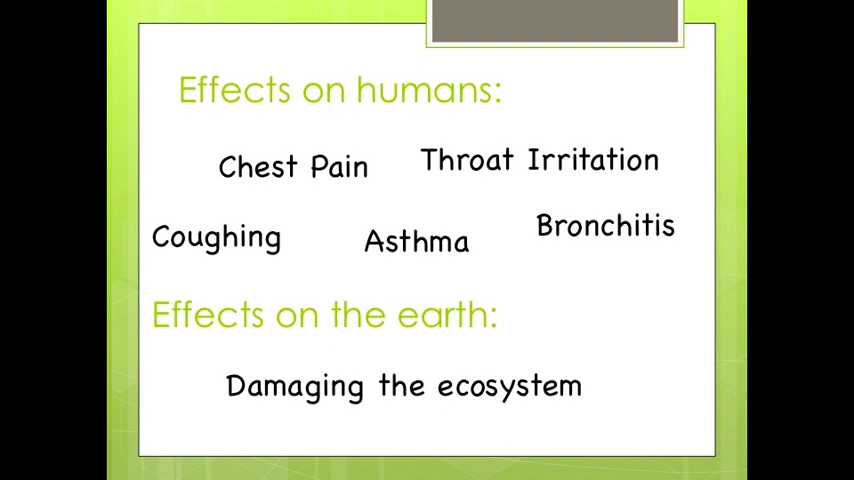 Effects on humans:
Chest Pain Throat Irritation
Coughing Asthma Bronchitis
Effects on the earth:
Damaging the ecosystem